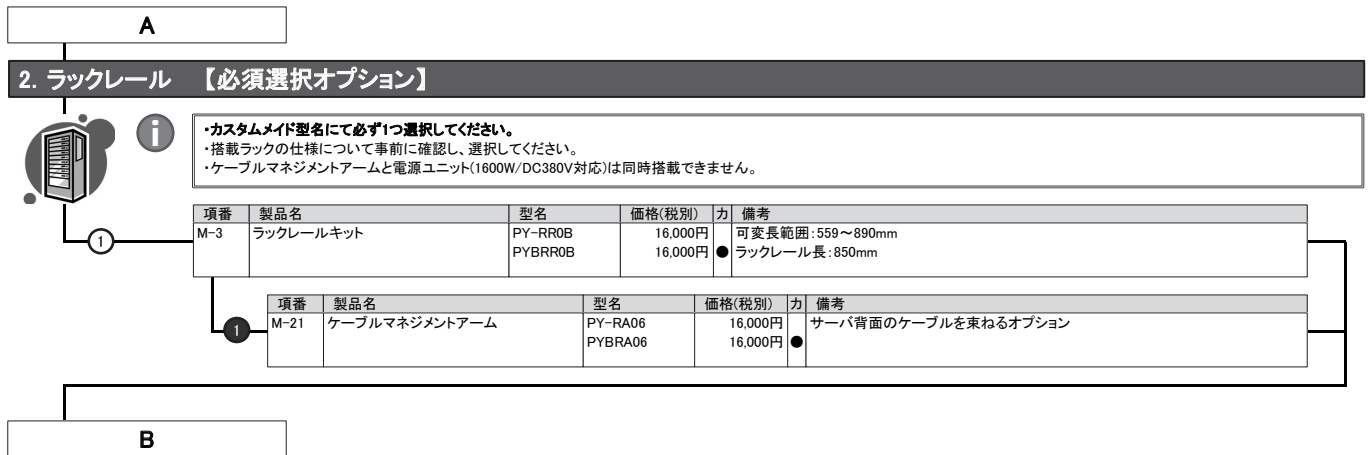 A
2. ラックレール 【必須選択オプション】
i
・カスタムメイド型名にて必ず1つ選択してください。
・搭載ラックの仕様について事前に確認し、選択してください。
・ケーブルマネジメントアームと電源ユニット(1600W/DC380V対応)は同時搭載できません。
項番 製品名 型名 価格(税別) カ 備考
1 M-3 ラックレールキット PY-RR0B 16,000円 可変長範囲:559～890mm
PYBRR0B 16,000円 ● ラックレール長:850mm
項番 製品名 型名 価格(税別) カ 備考
1 M-21 ケーブルマネジメントアーム PY-RA06 16,000円 サーバ背面のケーブルを束ねるオプション
PYBRA06 16,000円 ●
B